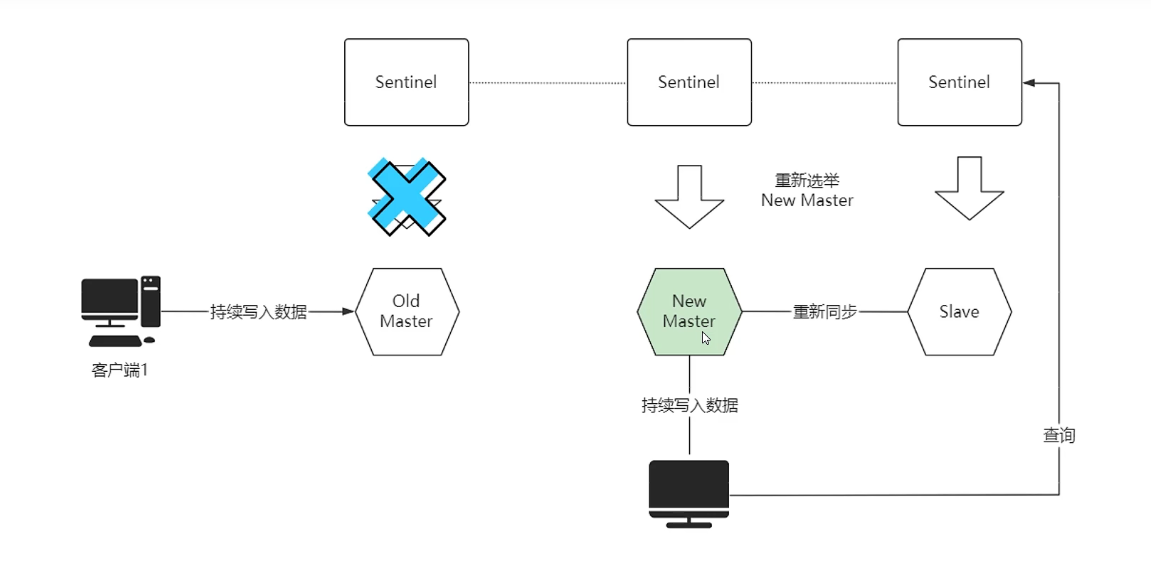 Sentinel
Sentinel
Sentinel
重新选举
New Master
持续写入数据
Old
Master
New
Master
重新同步
Slave
客户端1
持续写入数据
查询